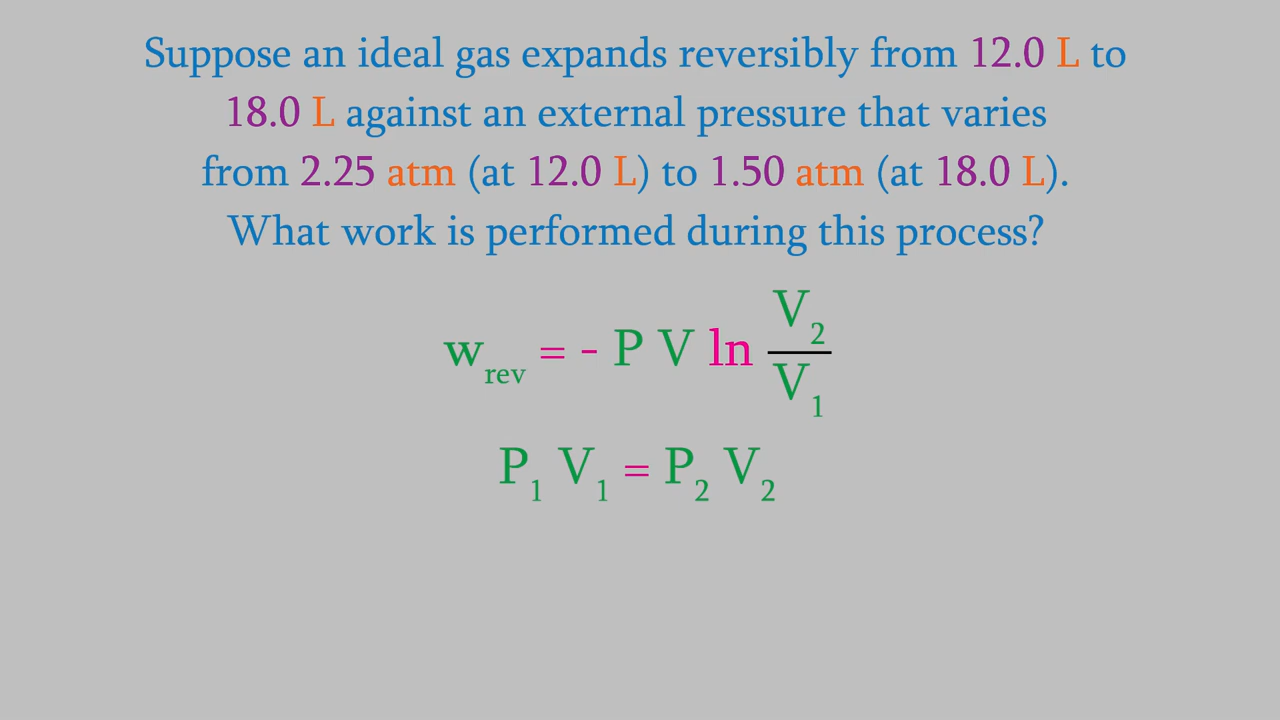 Suppose an ideal gas expands reversibly from 12.0 L to
18.0 L against an external pressure that varies
from 2.25 atm (at 12.0 L) to 1.50 atm (at 18.0 L).
What work is performed during this process?
w_rev = - P V ln V_2 / V_1
P_1 V_1 = P_2 V_2